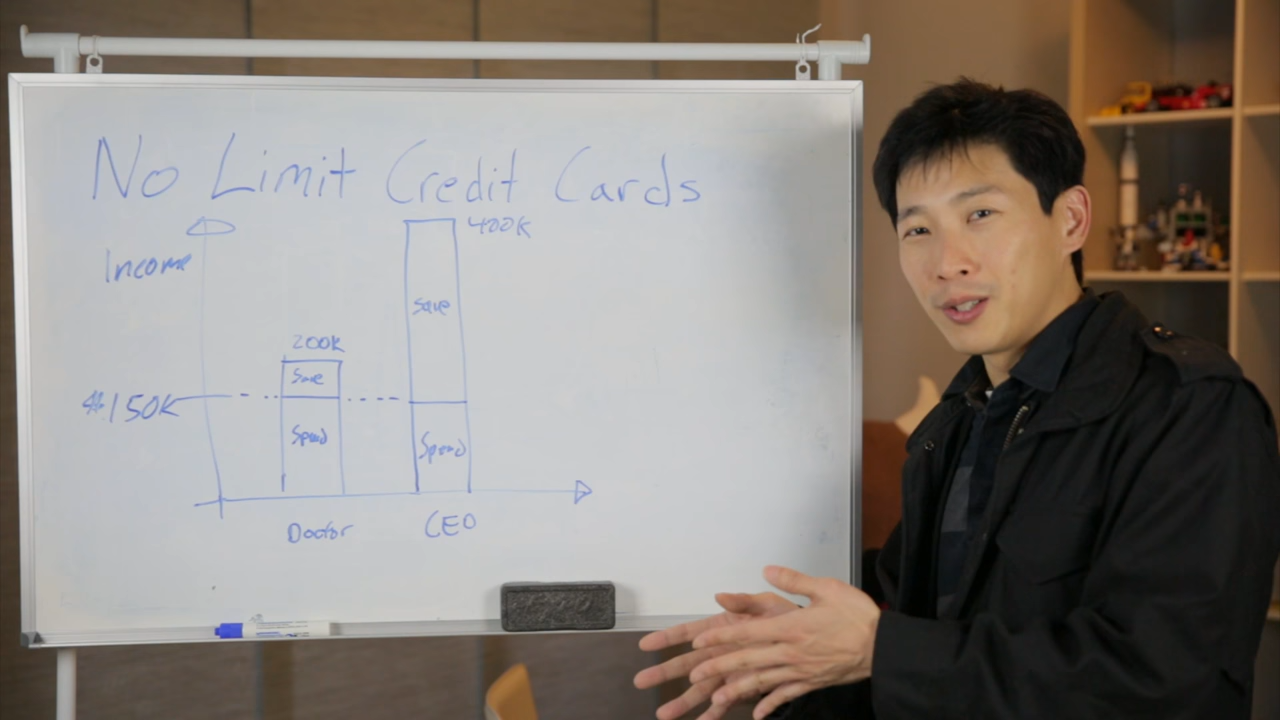 No Limit Credit Cards
400K
Income
Save
200K
Save
$150K
Spend
Spend
Doctor
CEO